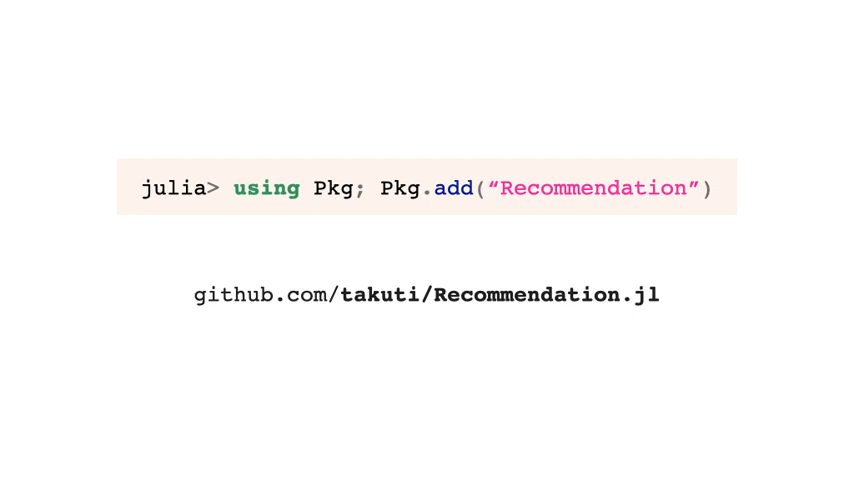 julia> using Pkg; Pkg.add(“Recommendation”)
github.com/takuti/Recommendation.jl